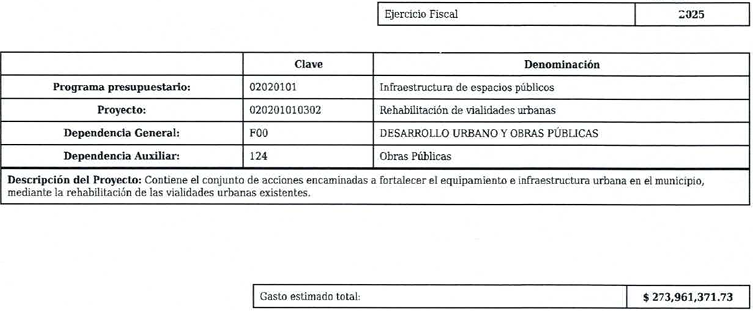 Ejercicio Fiscal 2025
Clave Denominación
Programa presupuestario: 02020101 Infraestructura de espacios públicos
Proyecto: 020201010302 Rehabilitación de vialidades urbanas
Dependencia General: F00 DESARROLLO URBANO Y OBRAS PÚBLICAS
Dependencia Auxiliar: 124 Obras Públicas
Descripción del Proyecto: Contiene el conjunto de acciones encaminadas a fortalecer el equipamiento e infraestructura urbana en el municipio,
mediante la rehabilitación de las vialidades urbanas existentes.
Gasto estimado total: $ 273,961,371.73